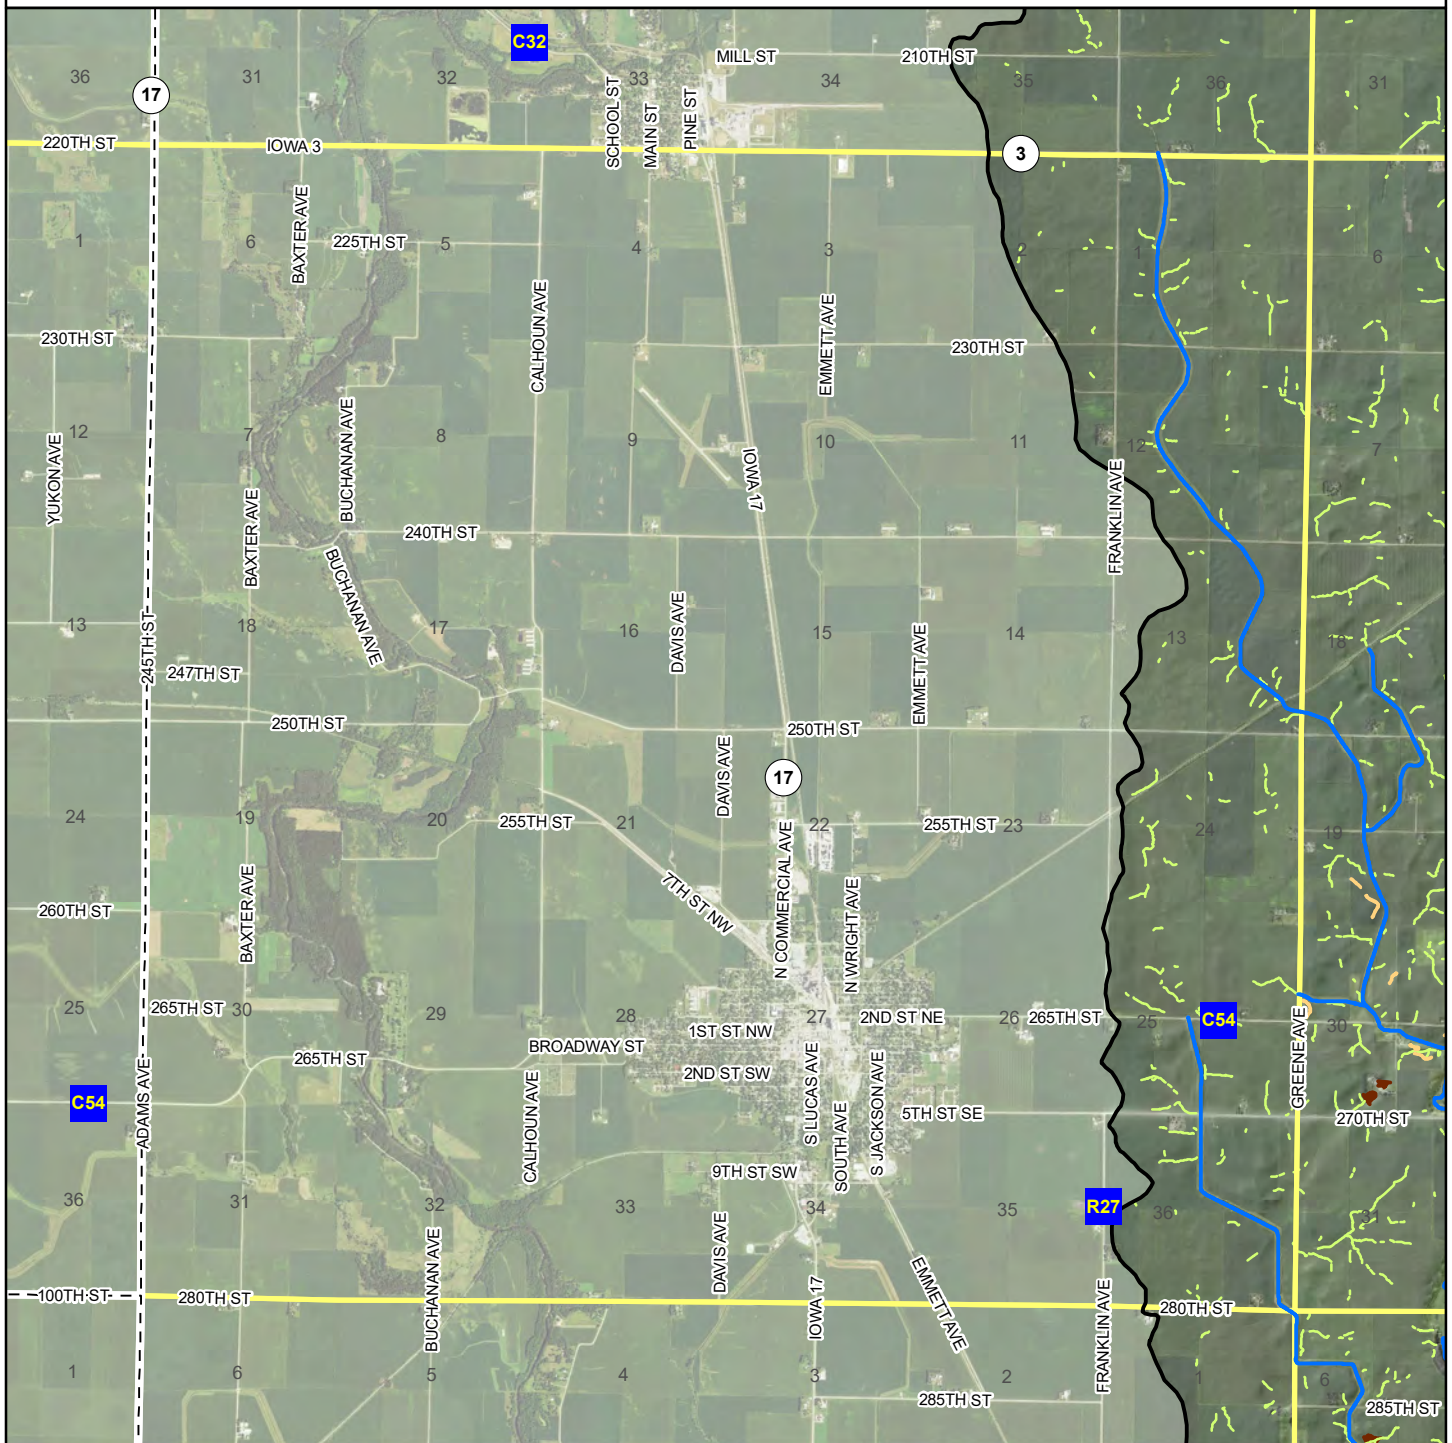 C32
MILL ST
210TH ST
36
31
32
33
34
35
36
31
17
SCHOOL ST
MAIN ST
PINE ST
220TH ST
IOWA 3
3
BAXTER AVE
225TH ST
1
6
5
4
3
2
1
6
CALHOUN AVE
EMMETT AVE
230TH ST
230TH ST
YUKON AVE
12
7
BUCHANAN AVE
8
9
10
11
12
7
IOWA 17
BAXTER AVE
240TH ST
FRANKLIN AVE
BUCHANAN AVE
13
18
17
16
DAVIS AVE
15
EMMETT AVE
14
13
18
245TH ST
247TH ST
250TH ST
250TH ST
DAVIS AVE
17
24
19
20
255TH ST
21
22
255TH ST
23
24
19
7TH ST NW
N COMMERCIAL AVE
N WRIGHT AVE
260TH ST
BAXTER AVE
25
265TH ST
30
29
28
27
2ND ST NE
26
265TH ST
25
C54
30
1ST ST NW
BROADWAY ST
265TH ST
2ND ST SW
GREENE AVE
C54
ADAMS AVE
CALHOUN AVE
S LUCAS AVE
SOUTH AVE
S JACKSON AVE
5TH ST SE
270TH ST
9TH ST SW
36
31
32
33
34
35
R27
36
31
DAVIS AVE
BUCHANAN AVE
IOWA 17
EMMETT AVE
FRANKLIN AVE
100TH ST
280TH ST
280TH ST
1
6
5
4
3
2
1
6
285TH ST
285TH ST